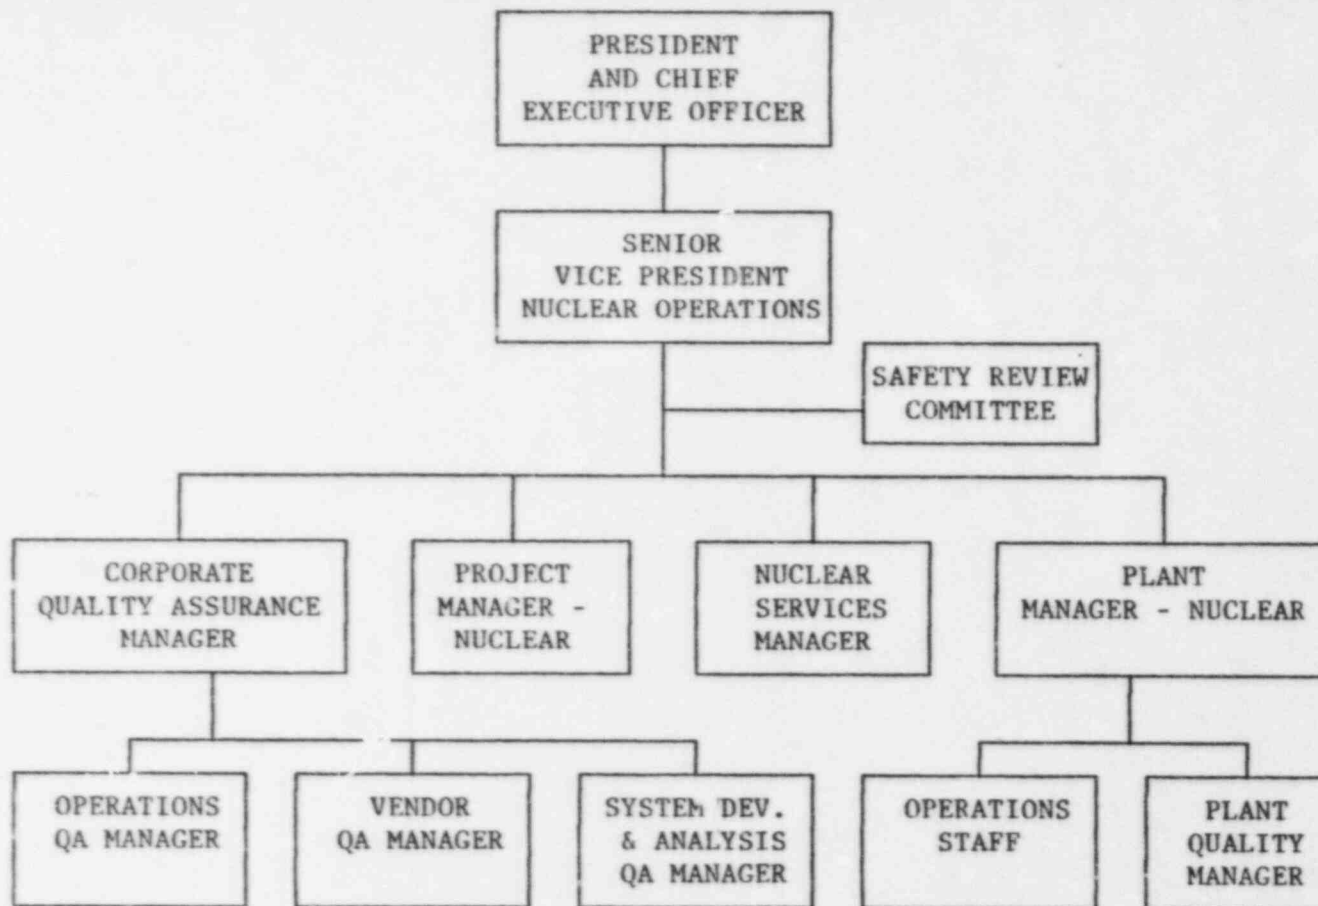 PRESIDENT
AND CHIEF
EXECUTIVE OFFICER
SENIOR
VICE PRESIDENT
NUCLEAR OPERATIONS
SAFETY REVIEW
COMMITTEE
CORPORATE
QUALITY ASSURANCE
MANAGER
PROJECT
MANAGER -
NUCLEAR
NUCLEAR
SERVICES
MANAGER
PLANT
MANAGER - NUCLEAR
OPERATIONS
QA MANAGER
VENDOR
QA MANAGER
SYSTEM DEV.
& ANALYSIS
QA MANAGER
OPERATIONS
STAFF
PLANT
QUALITY
MANAGER